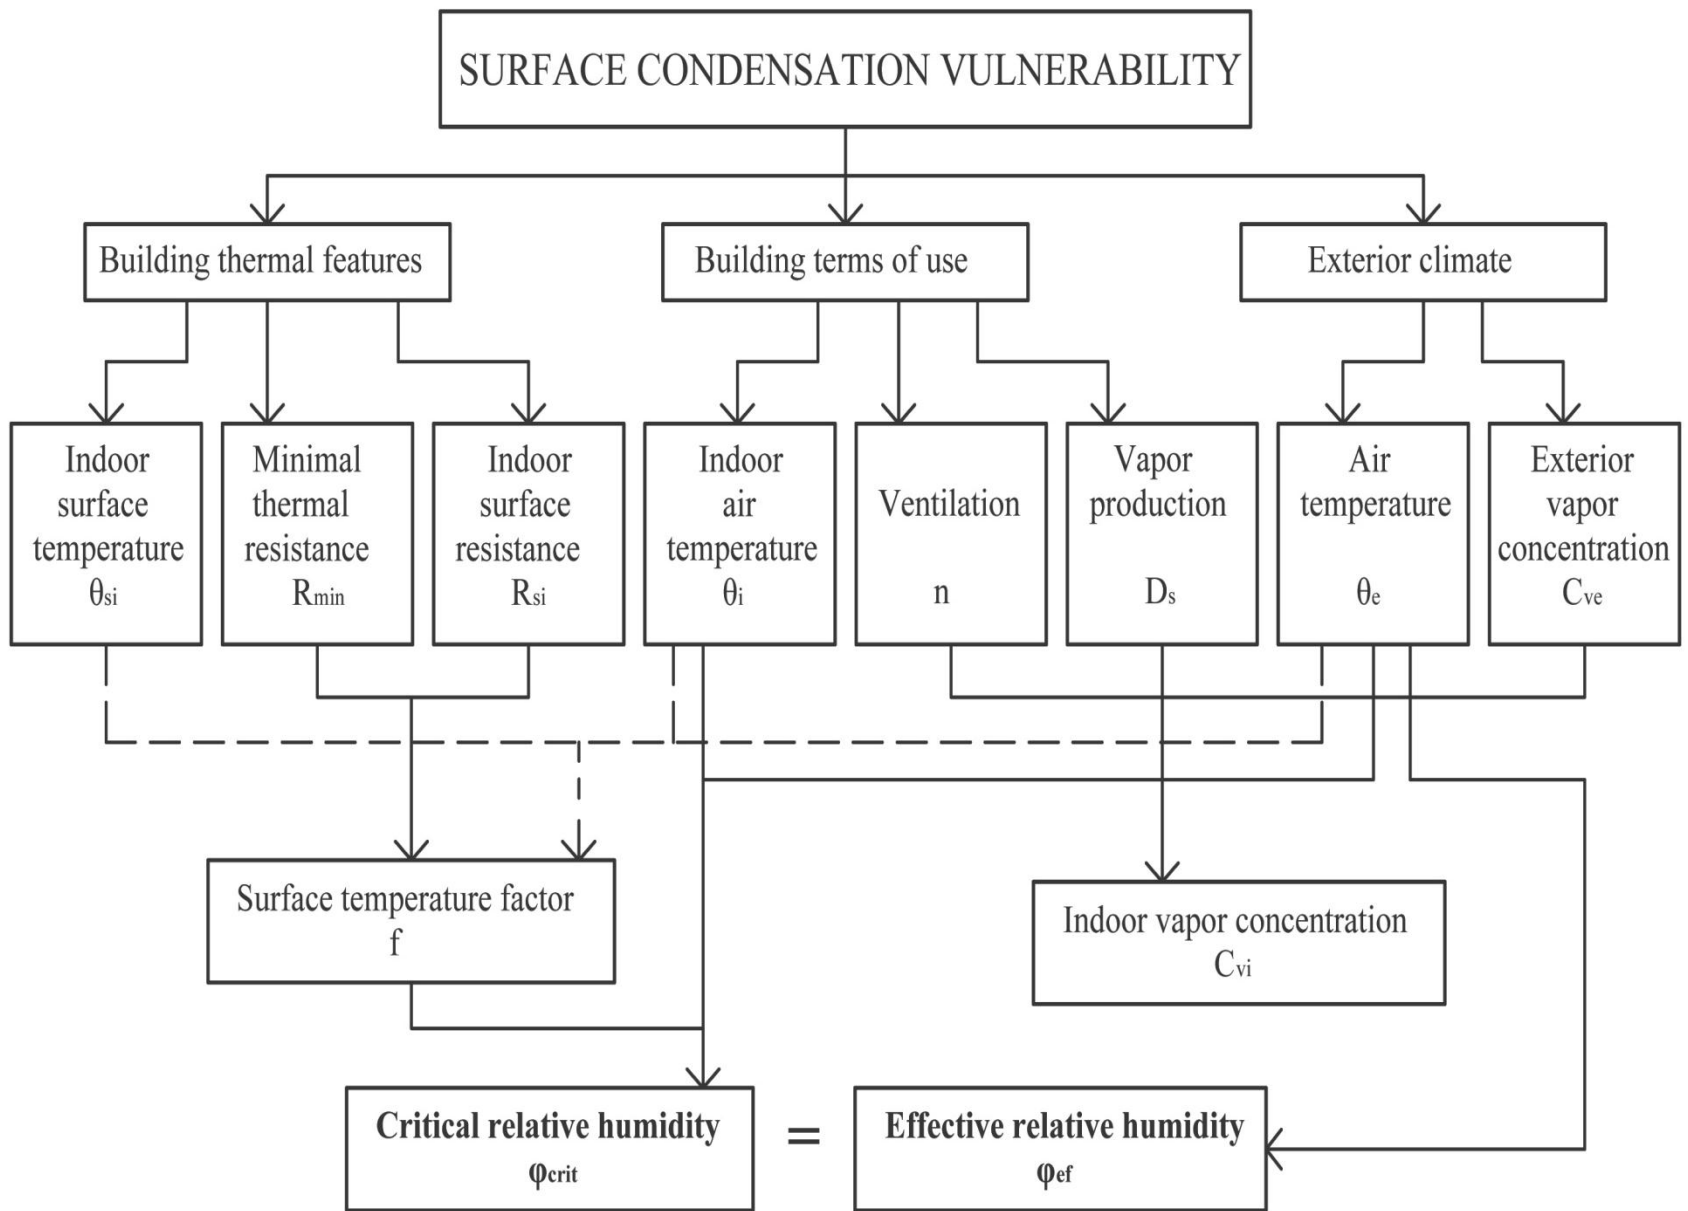 SURFACE CONDENSATION VULNERABILITY
Building thermal features
Building terms of use
Exterior climate
Indoor
surface
temperature
θsi
Minimal
thermal
resistance
Rmin
Indoor
surface
resistance
Rsi
Indoor
air
temperature
θi
Ventilation
n
Vapor
production
Ds
Air
temperature
θe
Exterior
vapor
concentration
Cve
Surface temperature factor
f
Indoor vapor concentration
Cvi
Critical relative humidity
φcrit
=
Effective relative humidity
φef